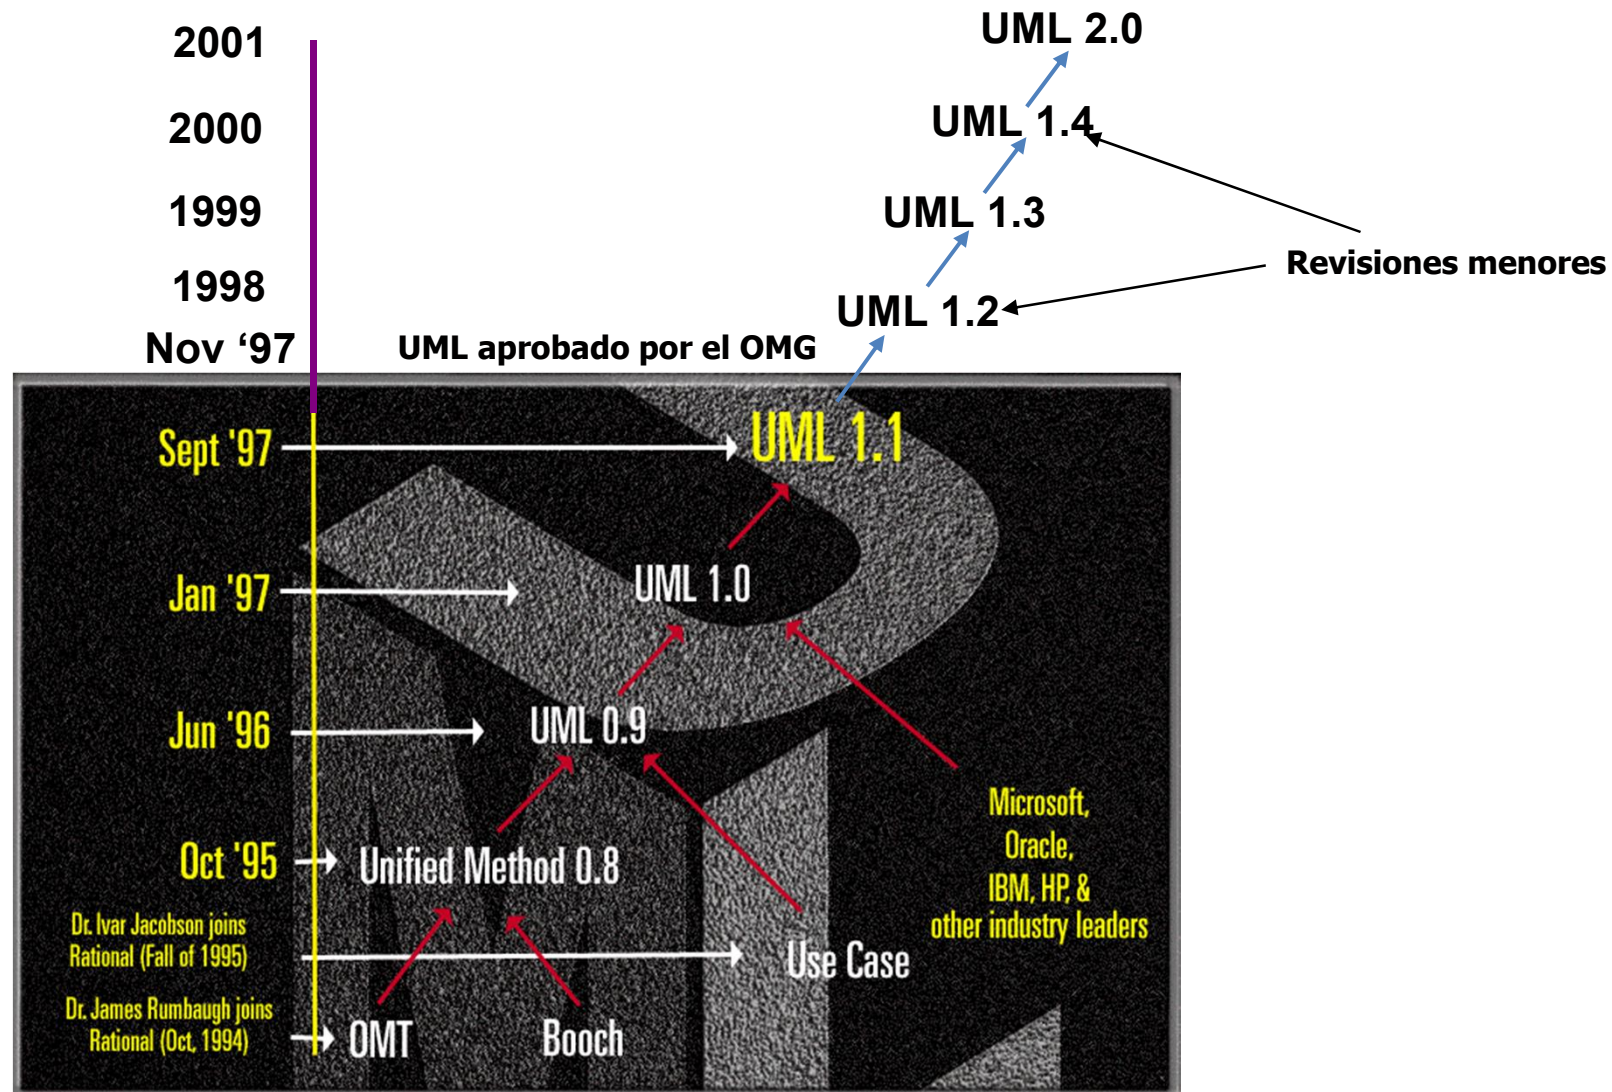 2001
UML 2.0
2000
UML 1.4
1999
UML 1.3
Revisiones menores
1998
UML 1.2
Nov ‘97
UML aprobado por el OMG
Sept '97
UML 1.1
Jan '97
UML 1.0
Jun '96
UML 0.9
Microsoft,
Oracle,
IBM, HP, &
other industry leaders
Oct '95
Unified Method 0.8
Dr. Ivar Jacobson joins
Rational (Fall of 1995)
Use Case
Dr. James Rumbaugh joins
Rational (Oct, 1994)
OMT
Booch